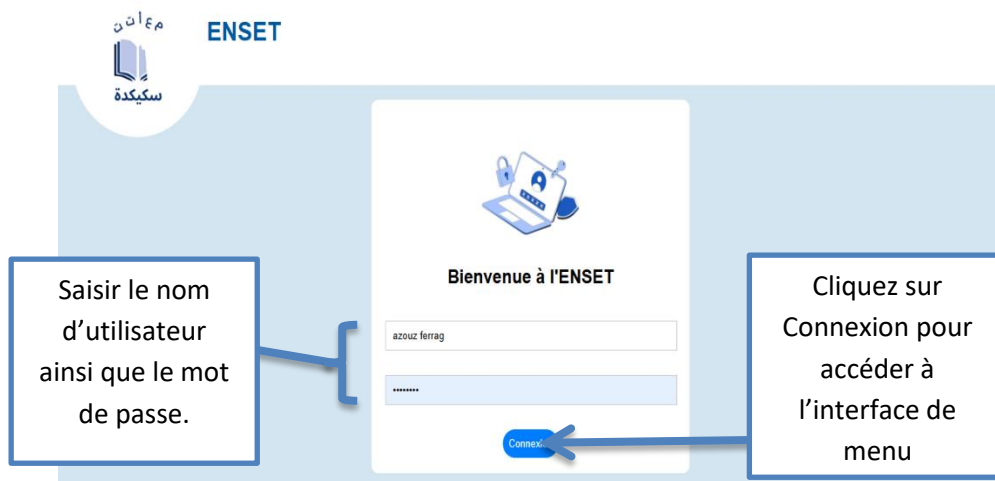 معاتت
ENSET
سكيكدة
Bienvenue à l'ENSET
Saisir le nom
d'utilisateur
ainsi que le mot
de passe.
azouz ferrag
••••••••
Cliquez sur
Connexion pour
accéder à
l'interface de
menu